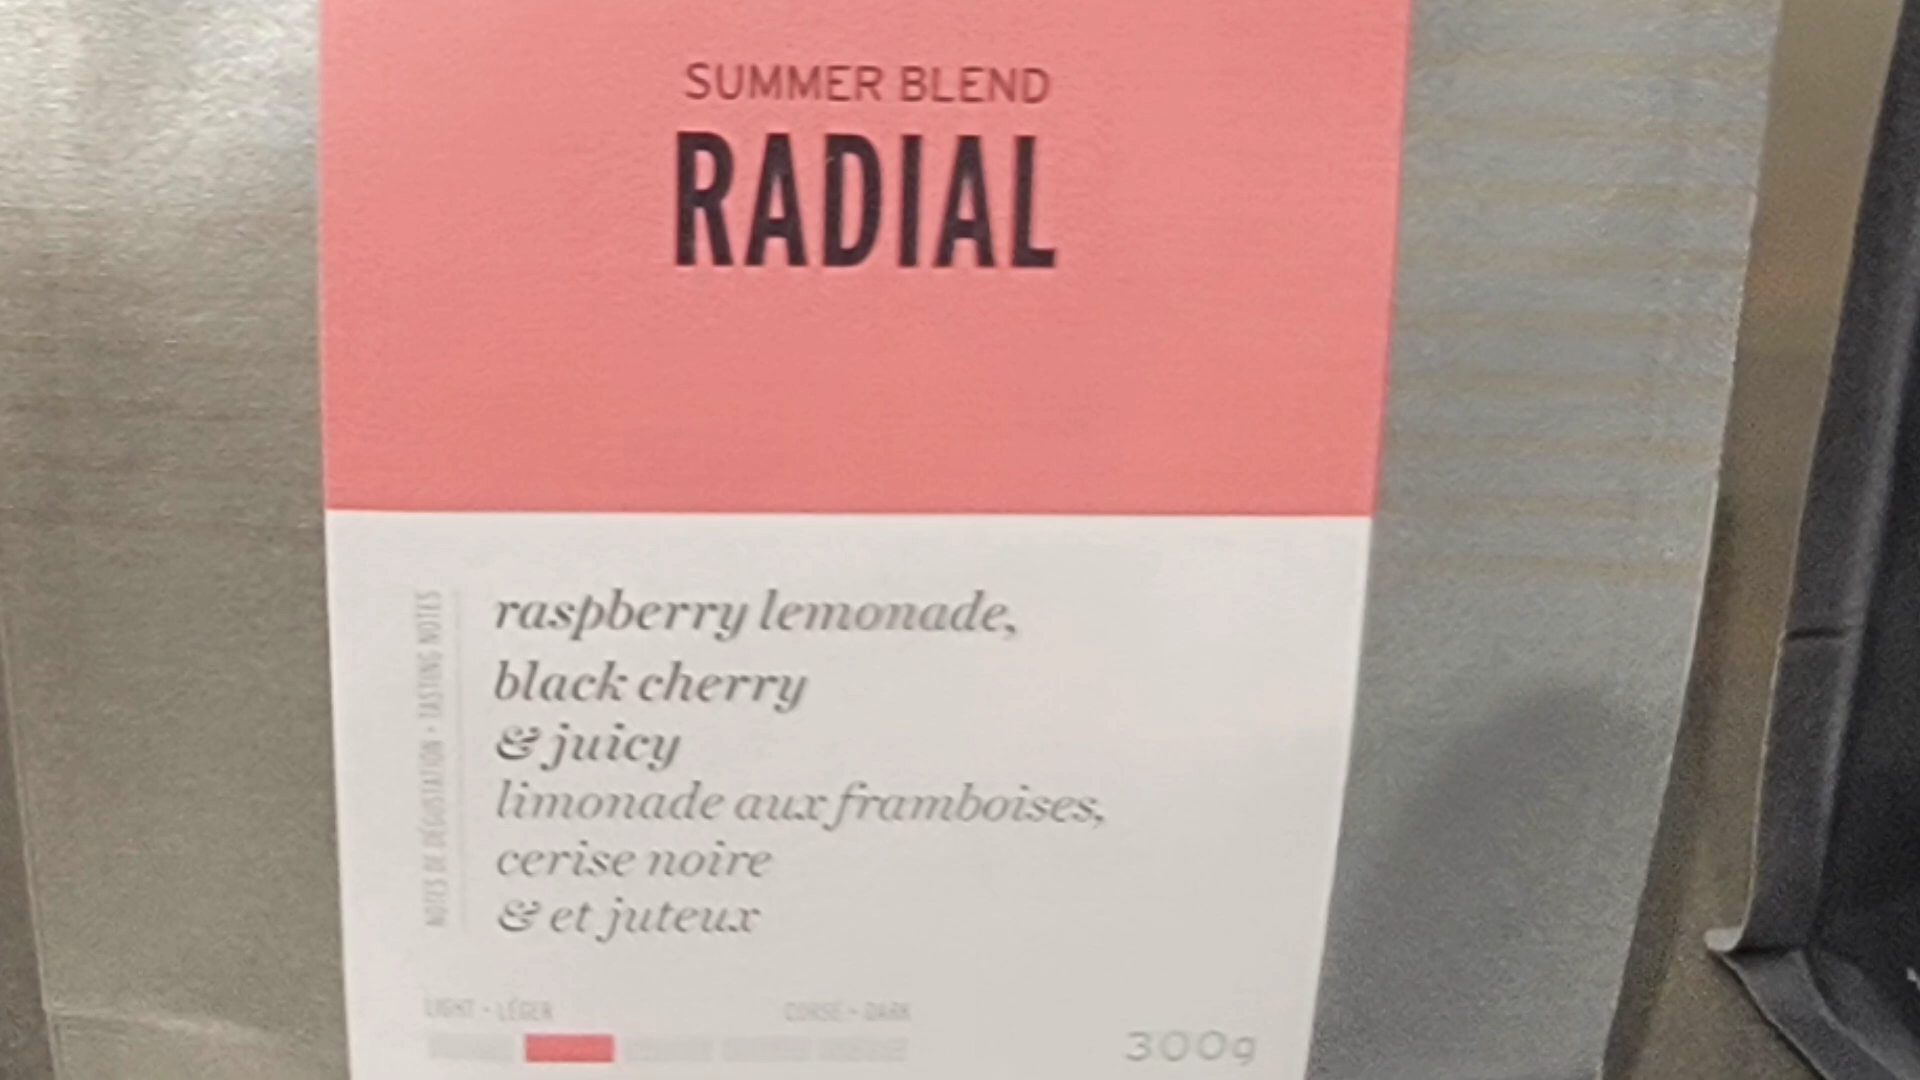 SUMMER BLEND
RADIAL
NOTES DE DÉGUSTATION • TASTING NOTES
raspberry lemonade,
black cherry
& juicy
limonade aux framboises,
cerise noire
& et juteux
LIGHT • LÉGER
CORSÉ • DARK
300g